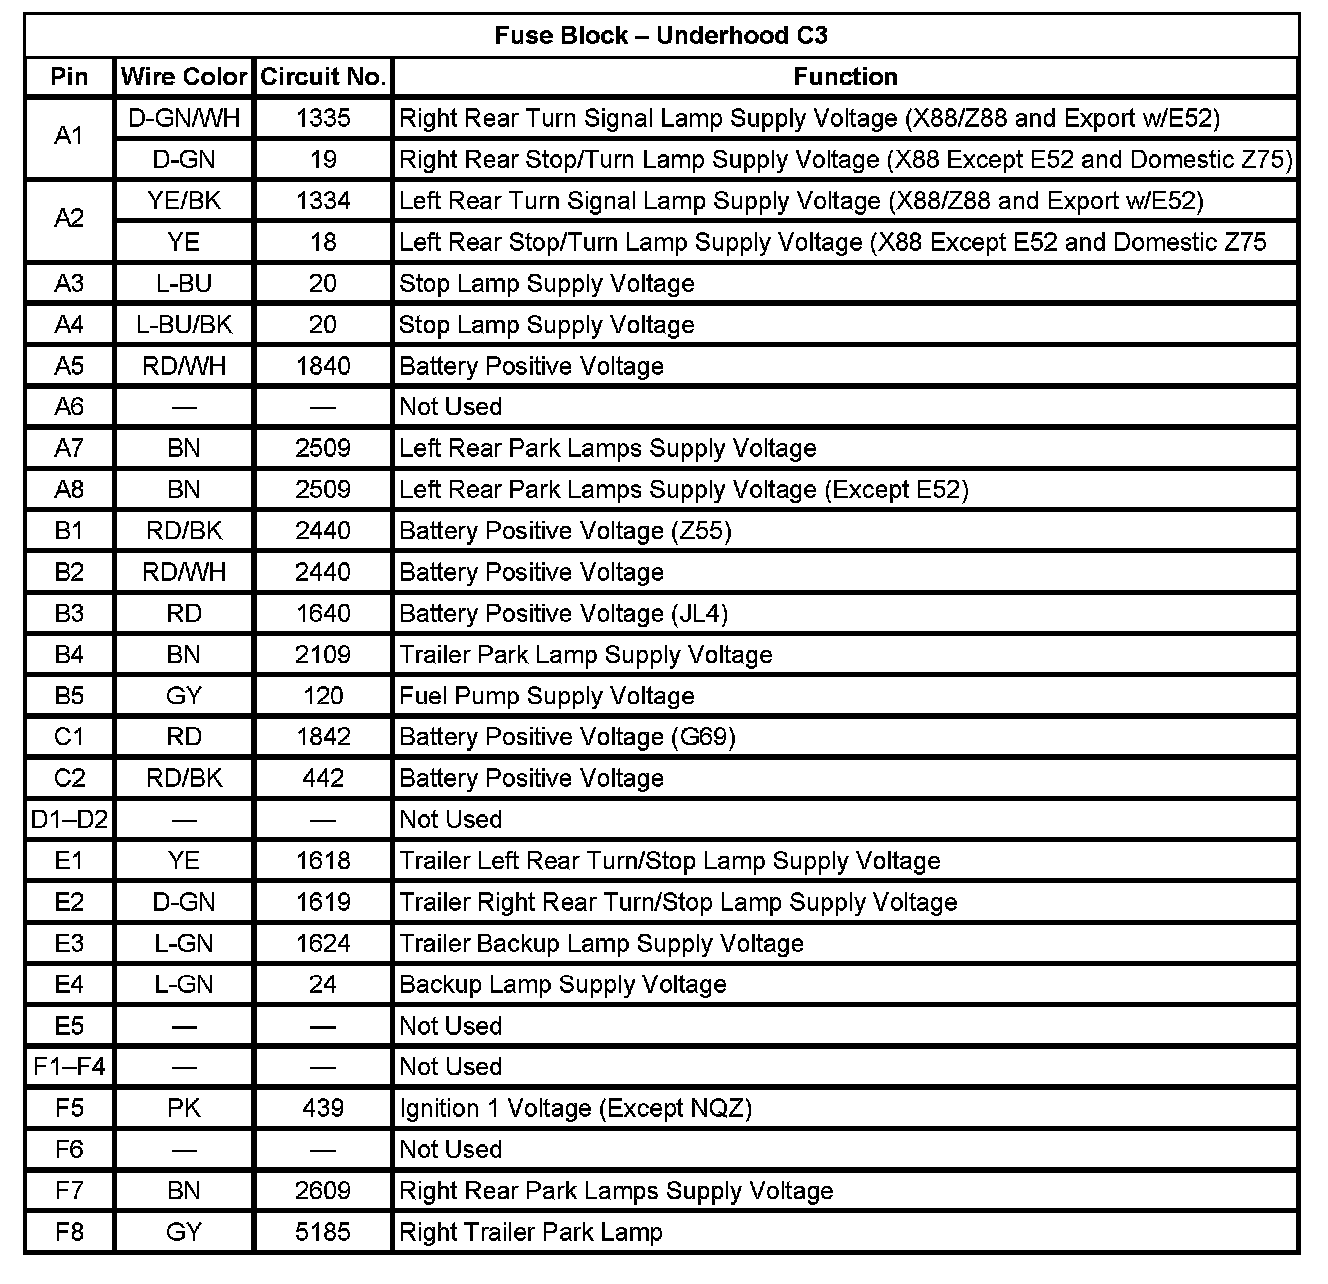 Fuse Block – Underhood C3
Pin Wire Color Circuit No. Function
A1 D-GN/WH 1335 Right Rear Turn Signal Lamp Supply Voltage (X88/Z88 and Export w/E52)
D-GN 19 Right Rear Stop/Turn Lamp Supply Voltage (X88 Except E52 and Domestic Z75)
A2 YE/BK 1334 Left Rear Turn Signal Lamp Supply Voltage (X88/Z88 and Export w/E52)
YE 18 Left Rear Stop/Turn Lamp Supply Voltage (X88 Except E52 and Domestic Z75
A3 L-BU 20 Stop Lamp Supply Voltage
A4 L-BU/BK 20 Stop Lamp Supply Voltage
A5 RD/WH 1840 Battery Positive Voltage
A6 — — Not Used
A7 BN 2509 Left Rear Park Lamps Supply Voltage
A8 BN 2509 Left Rear Park Lamps Supply Voltage (Except E52)
B1 RD/BK 2440 Battery Positive Voltage (Z55)
B2 RD/WH 2440 Battery Positive Voltage
B3 RD 1640 Battery Positive Voltage (JL4)
B4 BN 2109 Trailer Park Lamp Supply Voltage
B5 GY 120 Fuel Pump Supply Voltage
C1 RD 1842 Battery Positive Voltage (G69)
C2 RD/BK 442 Battery Positive Voltage
D1–D2 — — Not Used
E1 YE 1618 Trailer Left Rear Turn/Stop Lamp Supply Voltage
E2 D-GN 1619 Trailer Right Rear Turn/Stop Lamp Supply Voltage
E3 L-GN 1624 Trailer Backup Lamp Supply Voltage
E4 L-GN 24 Backup Lamp Supply Voltage
E5 — — Not Used
F1–F4 — — Not Used
F5 PK 439 Ignition 1 Voltage (Except NQZ)
F6 — — Not Used
F7 BN 2609 Right Rear Park Lamps Supply Voltage
F8 GY 5185 Right Trailer Park Lamp